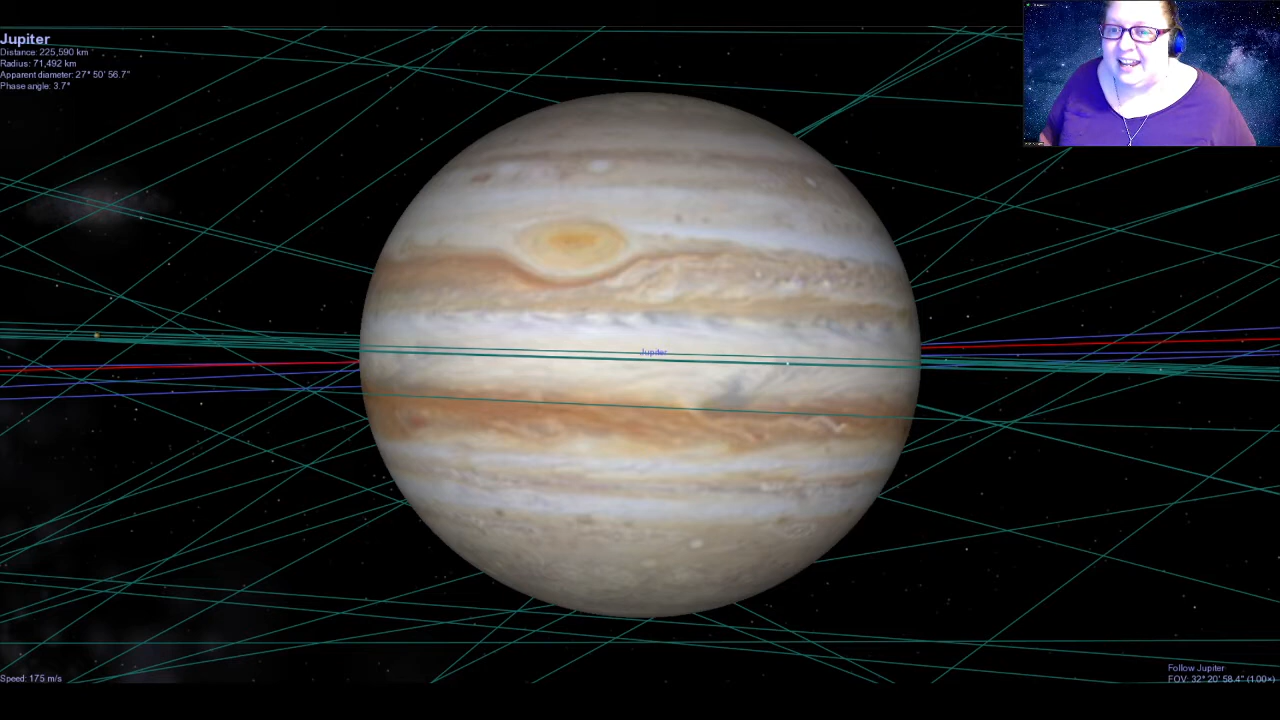 Jupiter
Distance: 225,590 km
Radius: 71,492 km
Apparent diameter: 27° 50' 56.7"
Phase angle: 3.7°
Jupiter
Speed: 175 m/s
Follow Jupiter
FOV: 32° 20' 58.4" (1.00×)